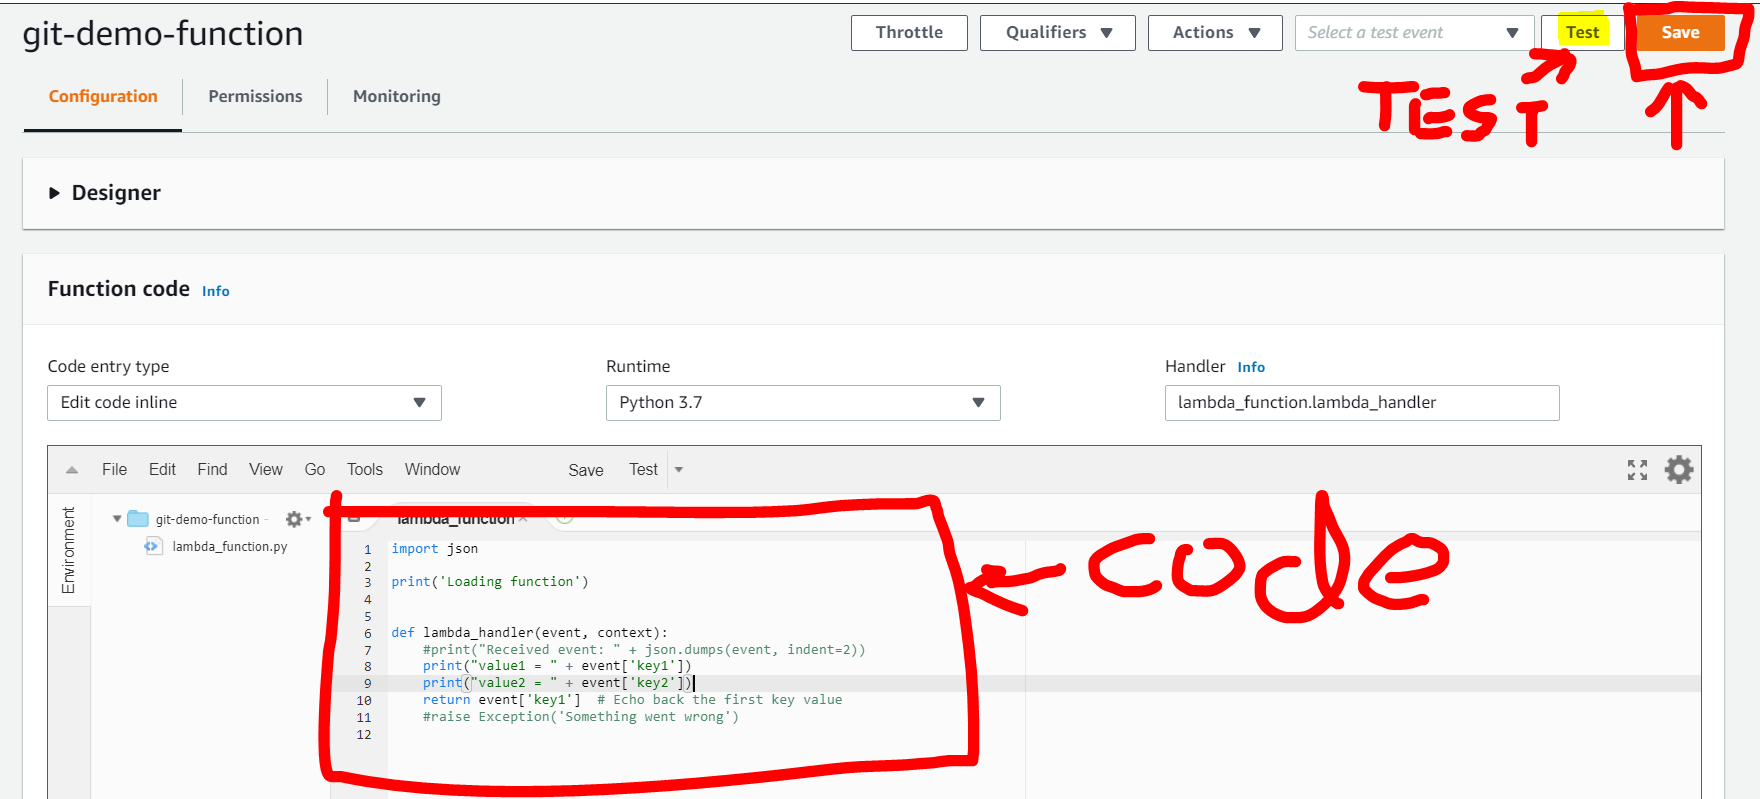 git-demo-function
Throttle Qualifiers Actions Select a test event Test Save
Configuration Permissions Monitoring
TEST
Designer
Function code Info
Code entry type Runtime Handler Info
Edit code inline Python 3.7 lambda_function.lambda_handler
File Edit Find View Go Tools Window Save Test
Environment
git-demo-function
lambda_function.py
lambda_function
code
1 import json
2
3 print('Loading function')
4
5
6 def lambda_handler(event, context):
7 #print("Received event: " + json.dumps(event, indent=2))
8 print("value1 = " + event['key1'])
9 print("value2 = " + event['key2'])
10 return event['key1']  # Echo back the first key value
11 #raise Exception('Something went wrong')
12